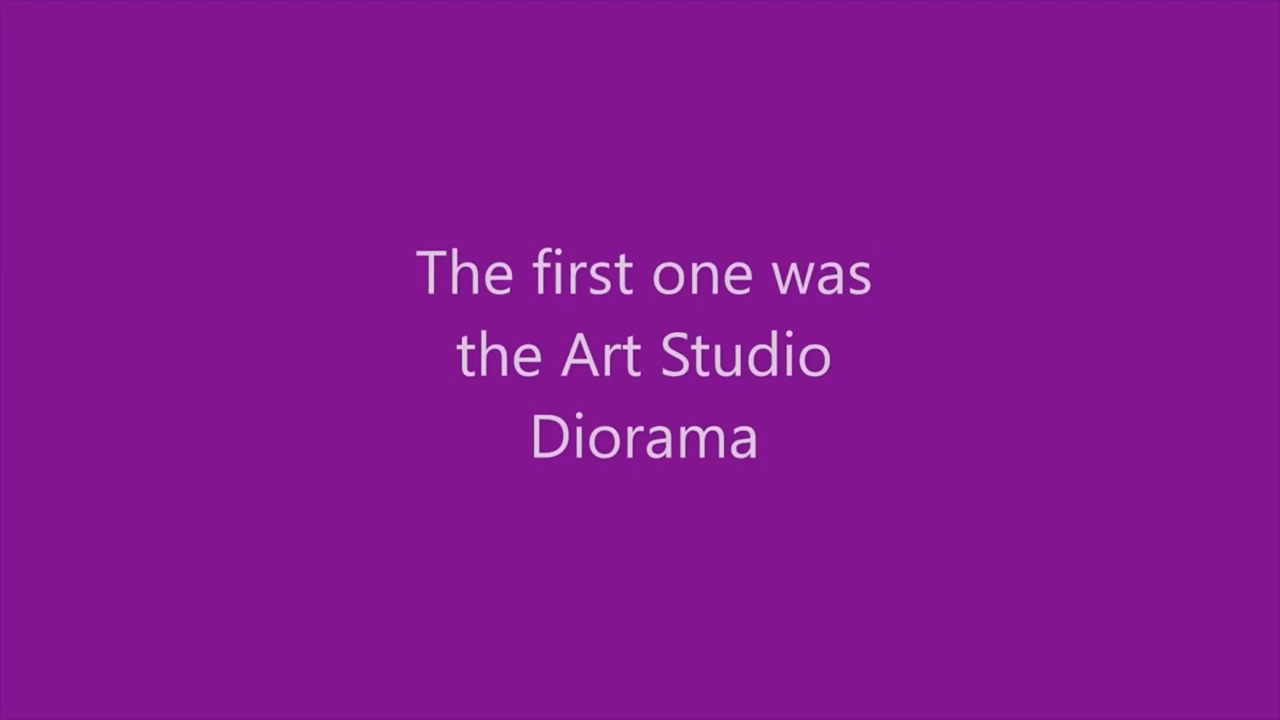 The first one was
the Art Studio
Diorama